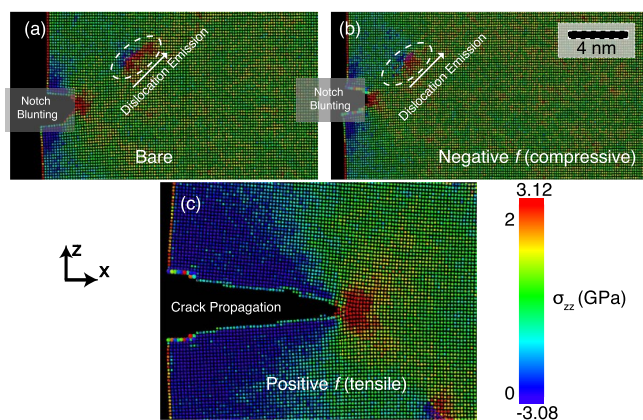 (a)
Dislocation Emission
Notch
Blunting
Bare
(b)
4 nm
Dislocation Emission
Notch
Blunting
Negative f (compressive)
(c)
Crack Propagation
Positive f (tensile)
z
x
3.12
2
σzz (GPa)
0
-3.08